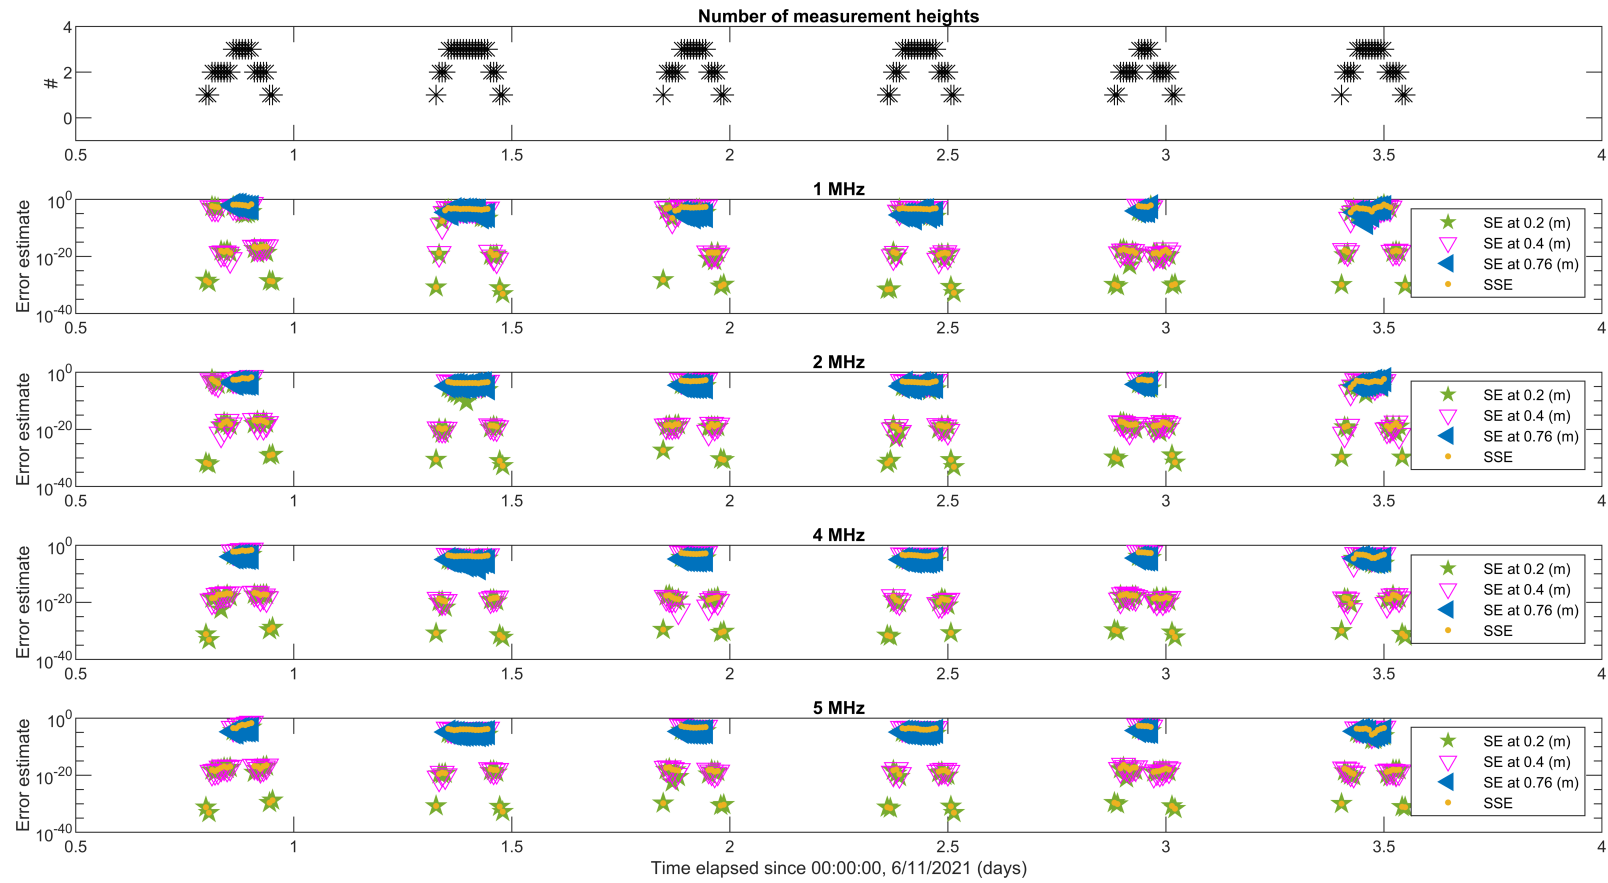 Number of measurement heights
4
2
0
#
0.5 1 1.5 2 2.5 3 3.5 4
1 MHz
10^0
10^-20
10^-40
Error estimate
SE at 0.2 (m)
SE at 0.4 (m)
SE at 0.76 (m)
SSE
0.5 1 1.5 2 2.5 3 3.5 4
2 MHz
10^0
10^-20
10^-40
Error estimate
SE at 0.2 (m)
SE at 0.4 (m)
SE at 0.76 (m)
SSE
0.5 1 1.5 2 2.5 3 3.5 4
4 MHz
10^0
10^-20
10^-40
Error estimate
SE at 0.2 (m)
SE at 0.4 (m)
SE at 0.76 (m)
SSE
0.5 1 1.5 2 2.5 3 3.5 4
5 MHz
10^0
10^-20
10^-40
Error estimate
SE at 0.2 (m)
SE at 0.4 (m)
SE at 0.76 (m)
SSE
0.5 1 1.5 2 2.5 3 3.5 4
Time elapsed since 00:00:00, 6/11/2021 (days)